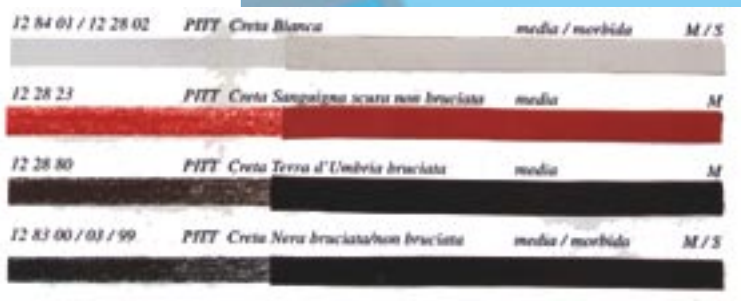 12 84 01 / 12 28 02 PITT Creta Bianca media / morbido M / S
12 28 23 PITT Creta Sanguigna scura non bruciata media M
12 28 80 PITT Creta Terra d'Umbria bruciata media M
12 83 00 / 03 / 99 PITT Creta Nera bruciata/non bruciata media / morbido M / S